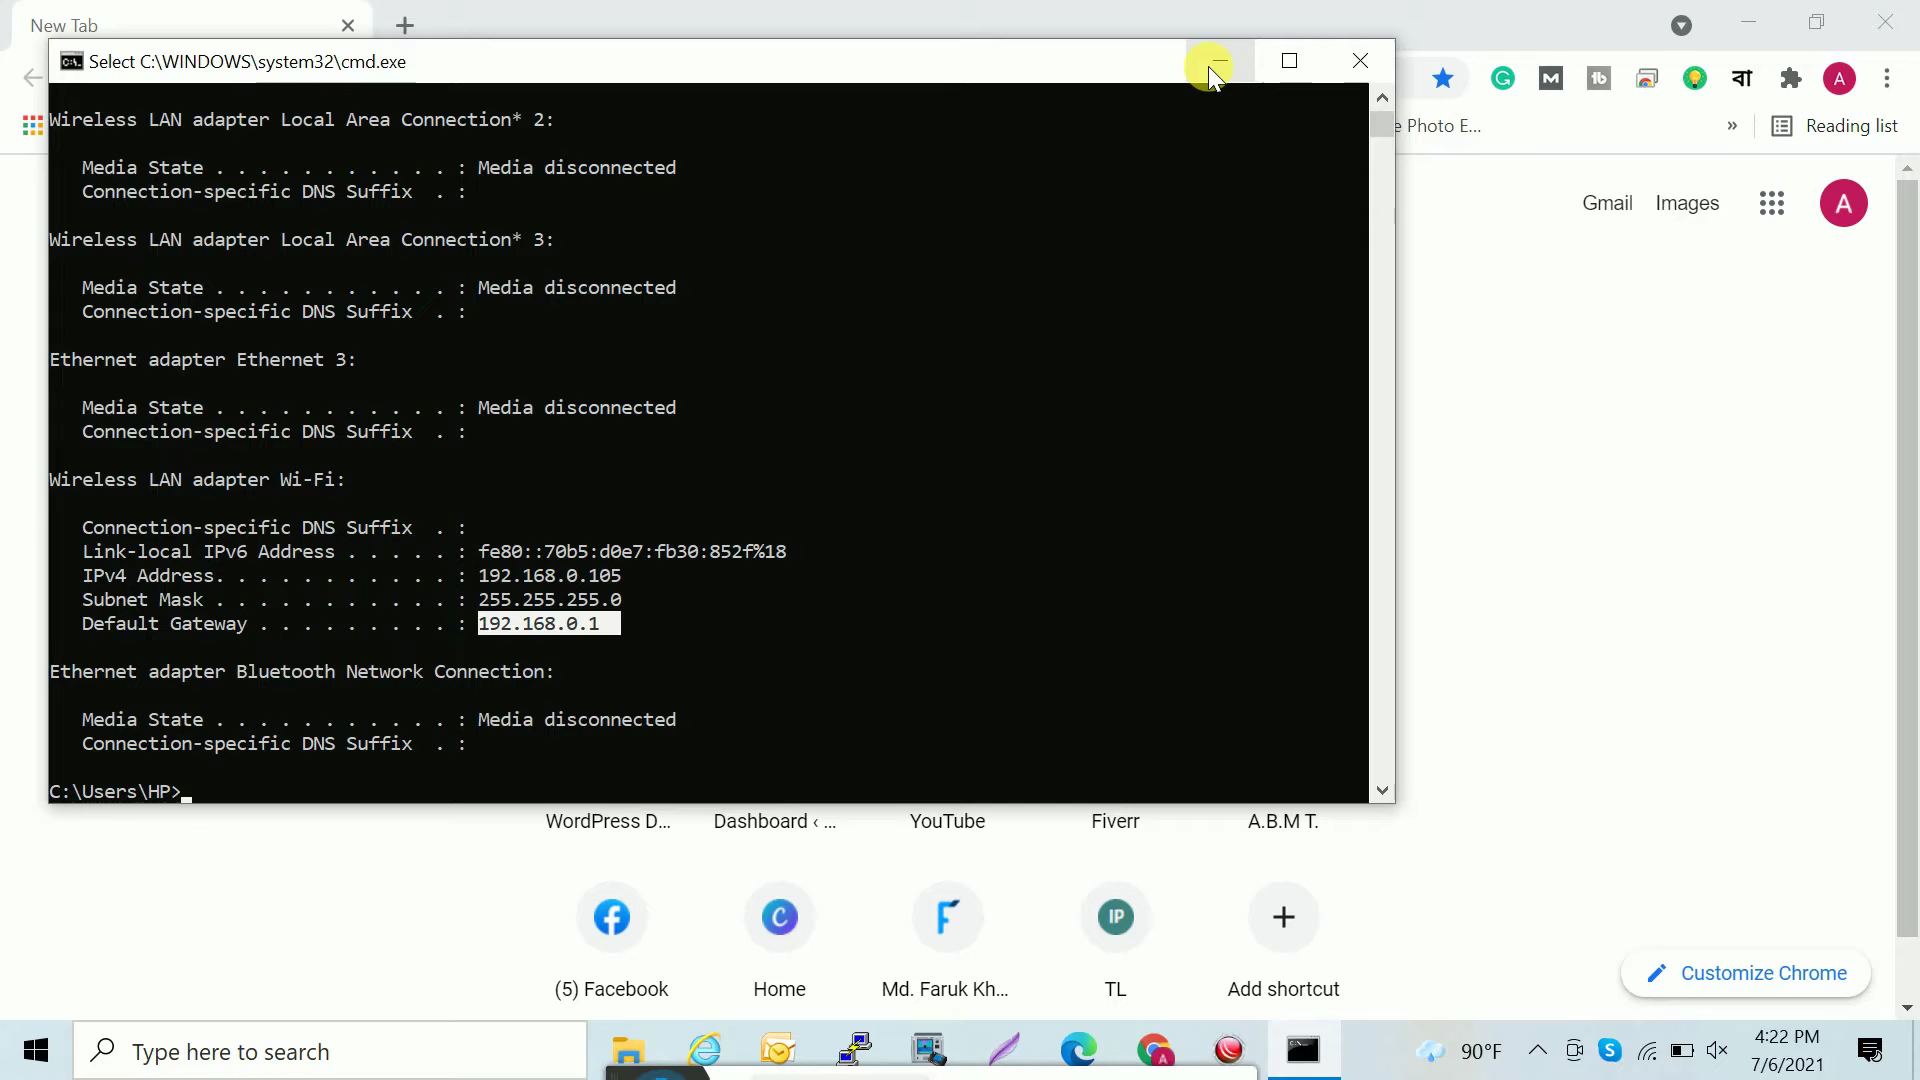 New Tab
Select C:\WINDOWS\system32\cmd.exe
Wireless LAN adapter Local Area Connection* 2:
Media State . . . . . . . . . . . : Media disconnected
Connection-specific DNS Suffix  . :
Wireless LAN adapter Local Area Connection* 3:
Media State . . . . . . . . . . . : Media disconnected
Connection-specific DNS Suffix  . :
Ethernet adapter Ethernet 3:
Media State . . . . . . . . . . . : Media disconnected
Connection-specific DNS Suffix  . :
Wireless LAN adapter Wi-Fi:
Connection-specific DNS Suffix  . :
Link-local IPv6 Address . . . . . : fe80::70b5:d0e7:fb30:852f%18
IPv4 Address. . . . . . . . . . . : 192.168.0.105
Subnet Mask . . . . . . . . . . . : 255.255.255.0
Default Gateway . . . . . . . . . : 192.168.0.1
Ethernet adapter Bluetooth Network Connection:
Media State . . . . . . . . . . . : Media disconnected
Connection-specific DNS Suffix  . :
C:\Users\HP>
বা A
e Photo E... » Reading list
Gmail Images A
WordPress D... Dashboard ‹ ... YouTube Fiverr A.B.M T.
IP
(5) Facebook Home Md. Faruk Kh... TL Add shortcut
Customize Chrome
Type here to search
90°F
4:22 PM
7/6/2021